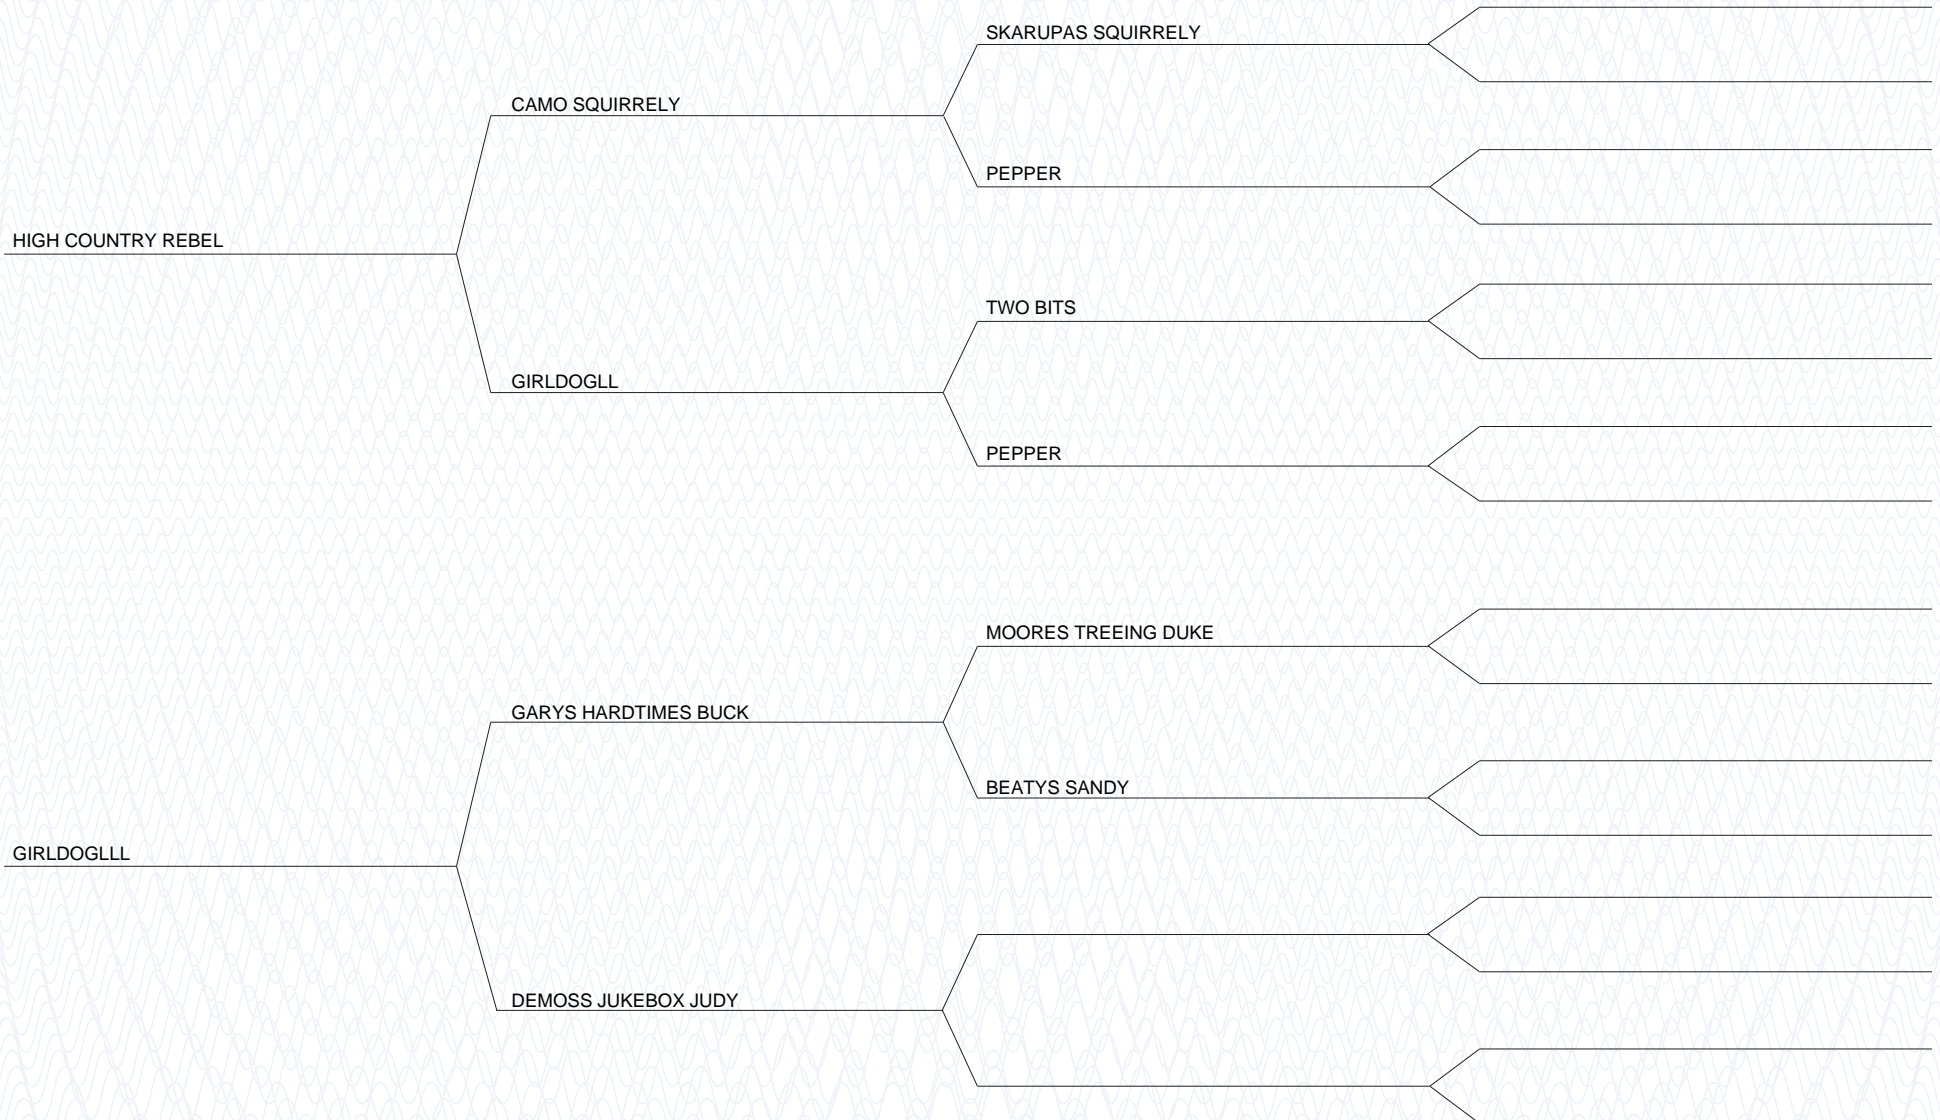 SKARUPAS SQUIRRELY
CAMO SQUIRRELY
PEPPER
HIGH COUNTRY REBEL
TWO BITS
GIRLDOGLL
PEPPER
MOORES TREEING DUKE
GARYS HARDTIMES BUCK
BEATYS SANDY
GIRLDOGLLL
DEMOSS JUKEBOX JUDY